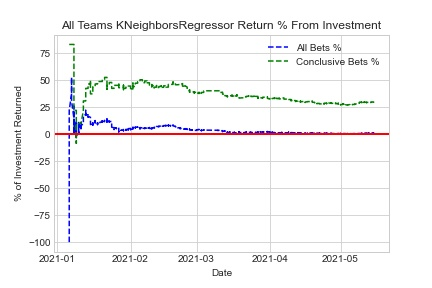 All Teams KNeighborsRegressor Return % From Investment
All Bets %
Conclusive Bets %
% of Investment Returned
75
50
25
0
−25
−50
−75
−100
2021-01 2021-02 2021-03 2021-04 2021-05
Date